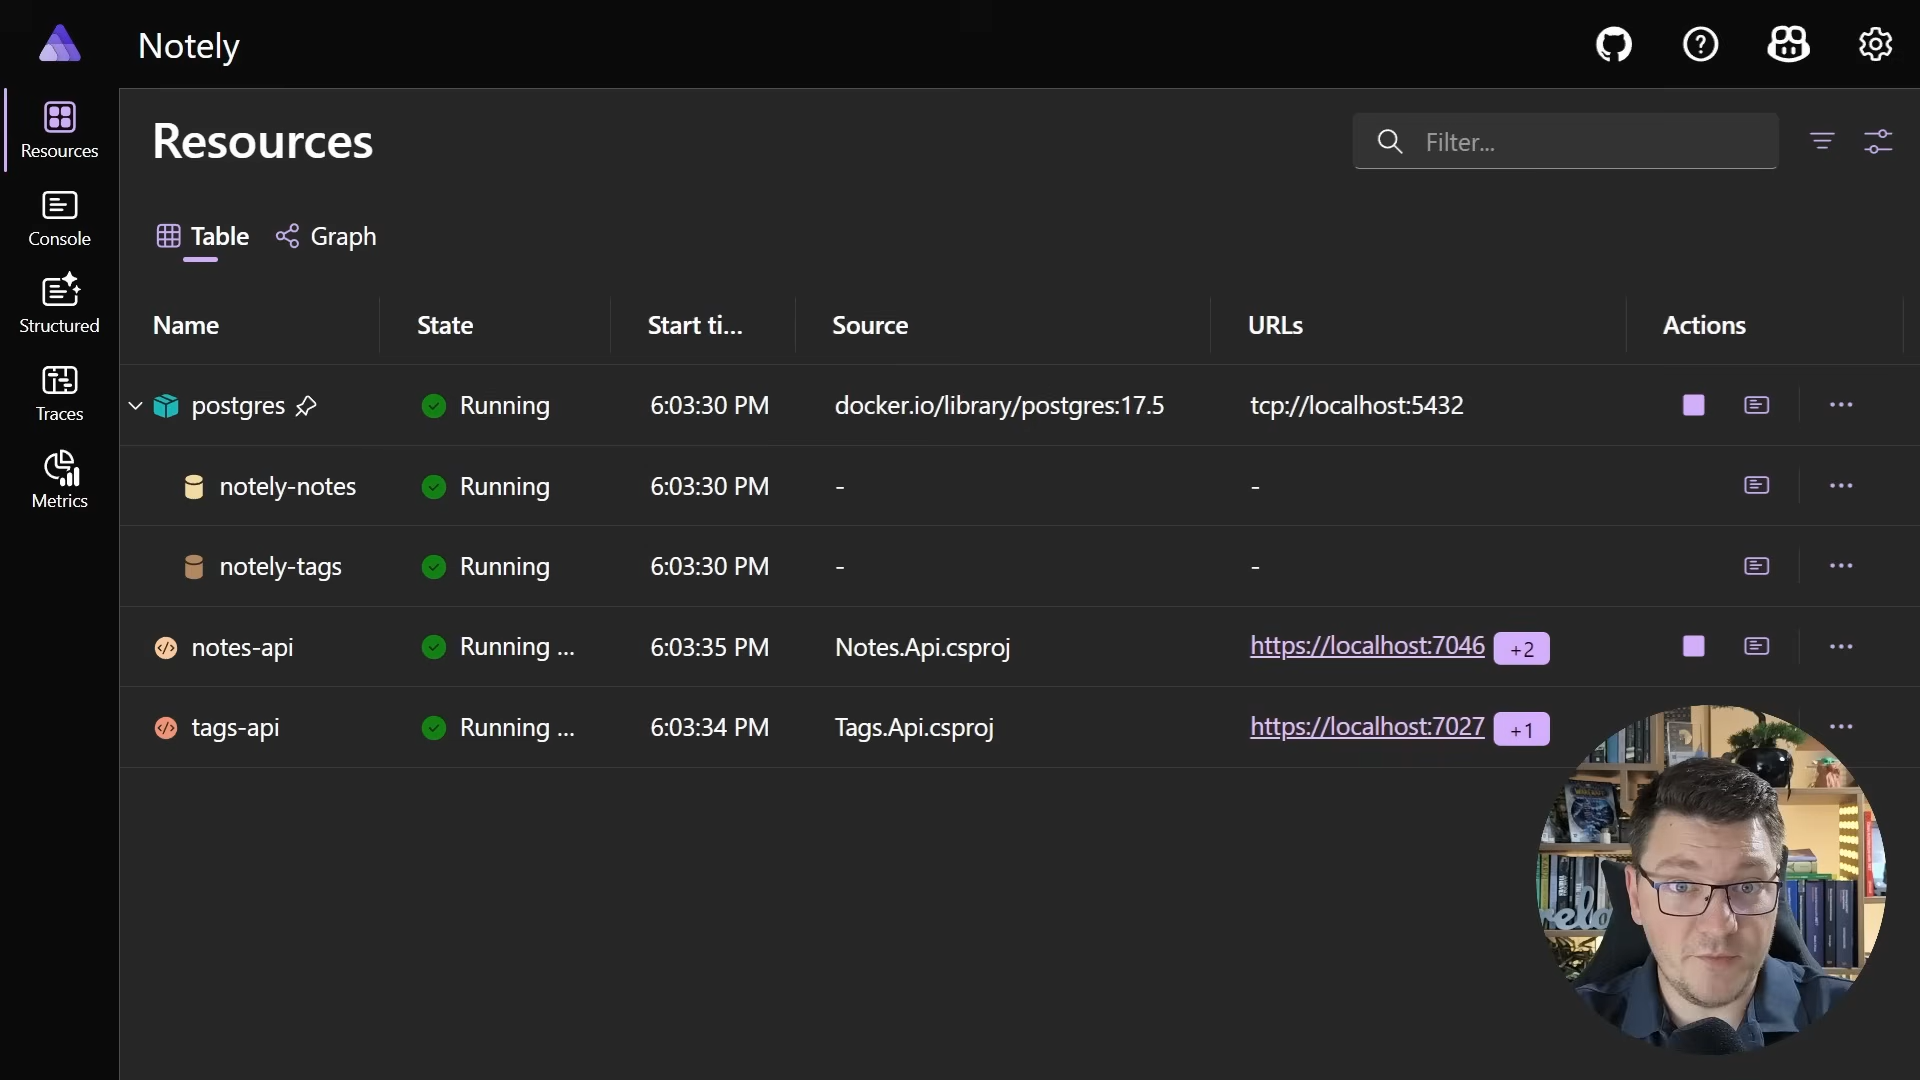 Notely
Resources
Console
Structured
Traces
Metrics
Resources
Filter...
Table Graph
Name State Start ti... Source URLs Actions
postgres Running 6:03:30 PM docker.io/library/postgres:17.5 tcp://localhost:5432
notely-notes Running 6:03:30 PM - -
notely-tags Running 6:03:30 PM - -
notes-api Running ... 6:03:35 PM Notes.Api.csproj https://localhost:7046 +2
tags-api Running ... 6:03:34 PM Tags.Api.csproj https://localhost:7027 +1